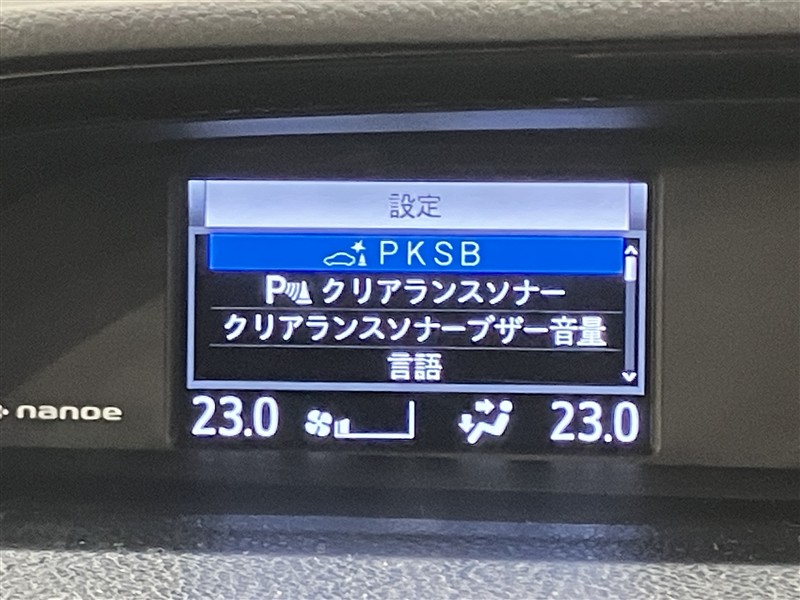 設定
PKSB
P クリアランスソナー
クリアランスソナーブザー音量
言語
nanoe
23.0 23.0